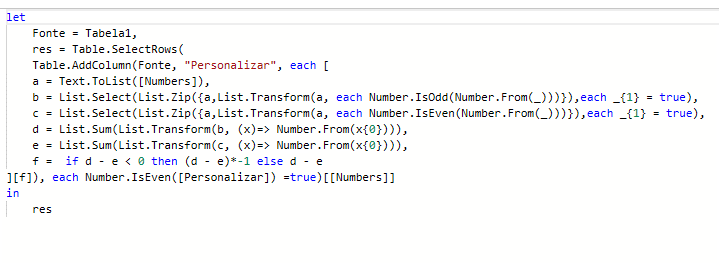 let
Fonte = Tabela1,
res = Table.SelectRows(
Table.AddColumn(Fonte, "Personalizar", each [
a = Text.ToList([Numbers]),
b = List.Select(List.Zip({a,List.Transform(a, each Number.IsOdd(Number.From(_)))}),each _{1} = true),
c = List.Select(List.Zip({a,List.Transform(a, each Number.IsEven(Number.From(_)))}),each _{1} = true),
d = List.Sum(List.Transform(b, (x)=> Number.From(x{0}))),
e = List.Sum(List.Transform(c, (x)=> Number.From(x{0}))),
f =  if d - e < 0 then (d - e)*-1 else d - e
][f]), each Number.IsEven([Personalizar]) =true)[[Numbers]]
in
res